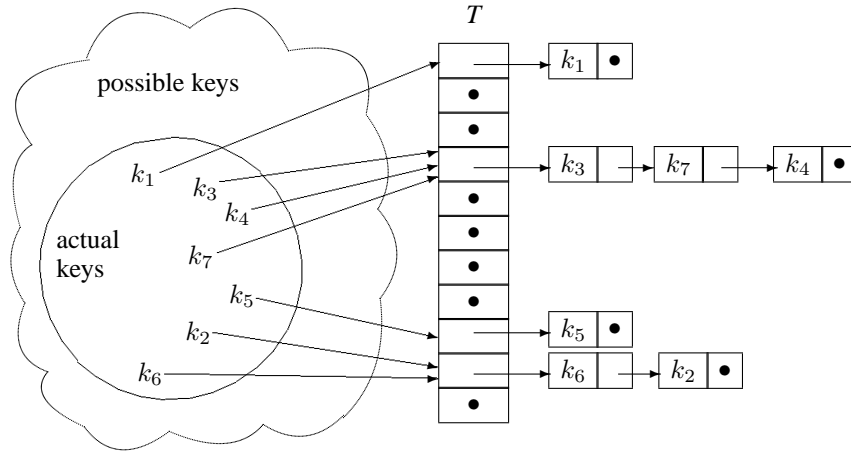 T
k₁
possible keys
k₁
k₃
k₃
k₇
k₄
k₄
actual
keys
k₇
k₅
k₂
k₅
k₆
k₆
k₂